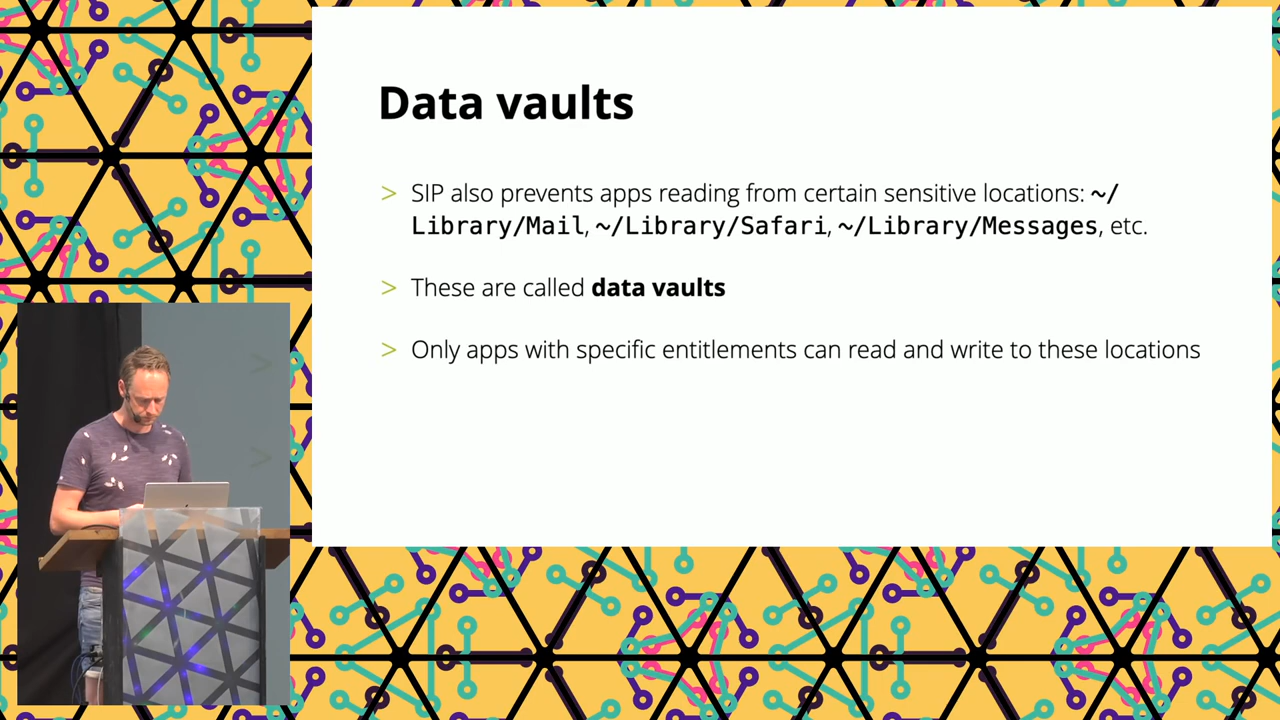 Data vaults
> SIP also prevents apps reading from certain sensitive locations: ~/
Library/Mail, ~/Library/Safari, ~/Library/Messages, etc.
> These are called data vaults
> Only apps with specific entitlements can read and write to these locations